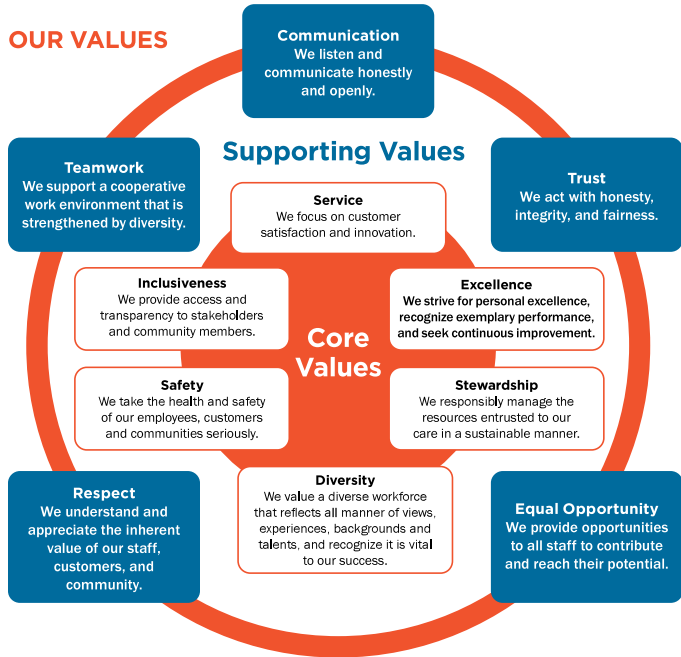 OUR VALUES
Communication
We listen and
communicate honestly
and openly.
Supporting Values
Teamwork
We support a cooperative
work environment that is
strengthened by diversity.
Trust
We act with honesty,
integrity, and fairness.
Service
We focus on customer
satisfaction and innovation.
Inclusiveness
We provide access and
transparency to stakeholders
and community members.
Excellence
We strive for personal excellence,
recognize exemplary performance,
and seek continuous improvement.
Core
Values
Safety
We take the health and safety
of our employees, customers
and communities seriously.
Stewardship
We responsibly manage the
resources entrusted to our
care in a sustainable manner.
Diversity
We value a diverse workforce
that reflects all manner of views,
experiences, backgrounds and
talents, and recognize it is vital
to our success.
Respect
We understand and
appreciate the inherent
value of our staff,
customers, and
community.
Equal Opportunity
We provide opportunities
to all staff to contribute
and reach their potential.